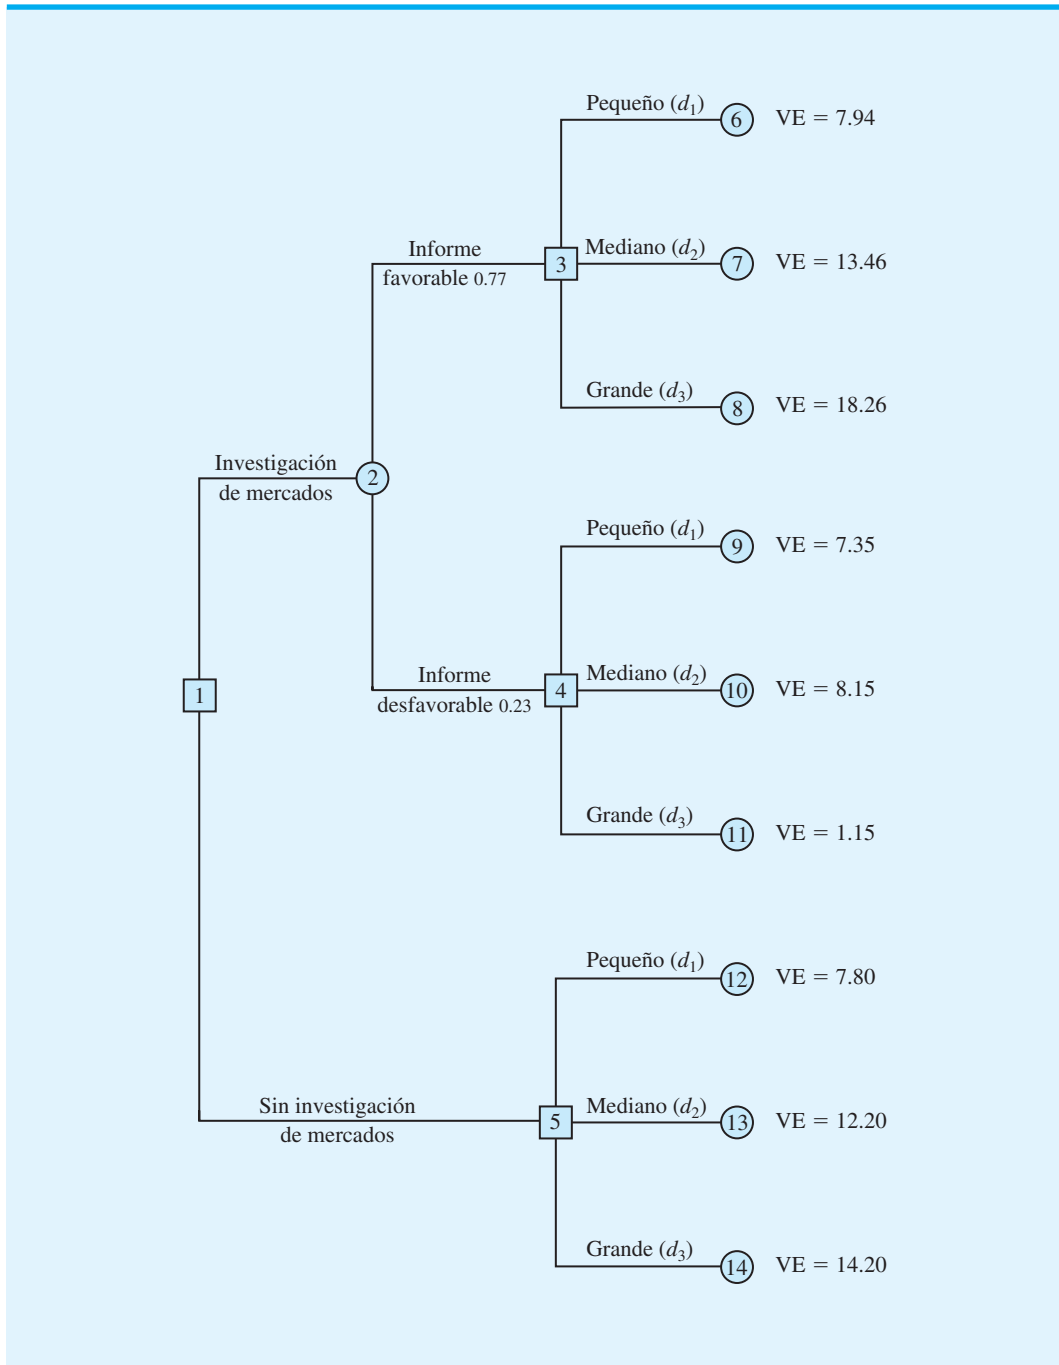 Pequeño (d1)
6
VE = 7.94
Informe
favorable 0.77
3
Mediano (d2)
7
VE = 13.46
Grande (d3)
8
VE = 18.26
Investigación
de mercados
2
Pequeño (d1)
9
VE = 7.35
Informe
desfavorable 0.23
4
Mediano (d2)
10
VE = 8.15
1
Grande (d3)
11
VE = 1.15
Pequeño (d1)
12
VE = 7.80
Sin investigación
de mercados
5
Mediano (d2)
13
VE = 12.20
Grande (d3)
14
VE = 14.20